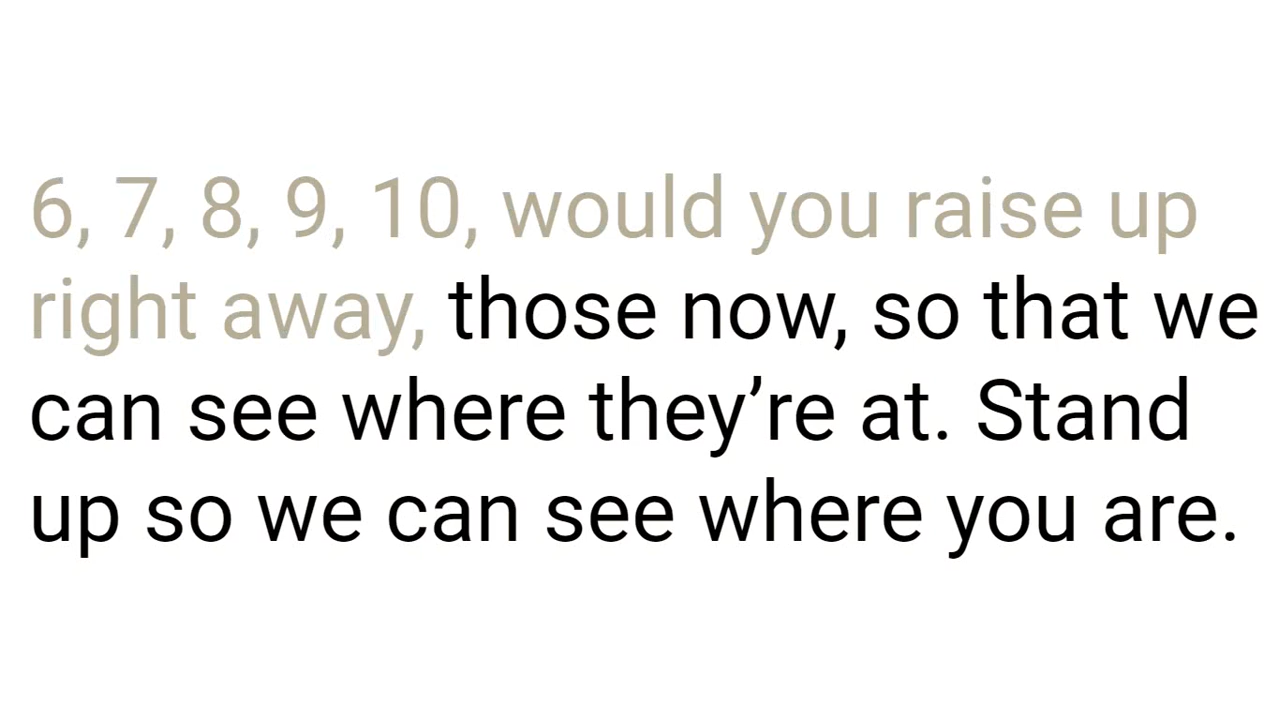 6, 7, 8, 9, 10, would you raise up
right away, those now, so that we
can see where they’re at. Stand
up so we can see where you are.